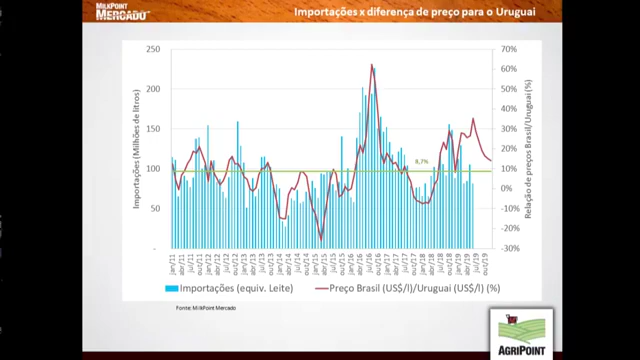 MilkPoint
MERCADO
Importações x diferença de preço para o Uruguai
Importações (Milhões de litros)
250
200
150
100
50
-
70%
60%
50%
40%
30%
20%
10%
0%
-10%
-20%
-30%
Relação de preços Brasil/Uruguai (%)
8,7%
jan/11
abr/11
jul/11
out/11
jan/12
abr/12
jul/12
out/12
jan/13
abr/13
jul/13
out/13
jan/14
abr/14
jul/14
out/14
jan/15
abr/15
jul/15
out/15
jan/16
abr/16
jul/16
out/16
jan/17
abr/17
jul/17
out/17
jan/18
abr/18
jul/18
out/18
jan/19
abr/19
jul/19
out/19
Importações (equiv. Leite)
Preço Brasil (US$/l)/Uruguai (US$/l) (%)
Fonte: MilkPoint Mercado
AGRIPOINT